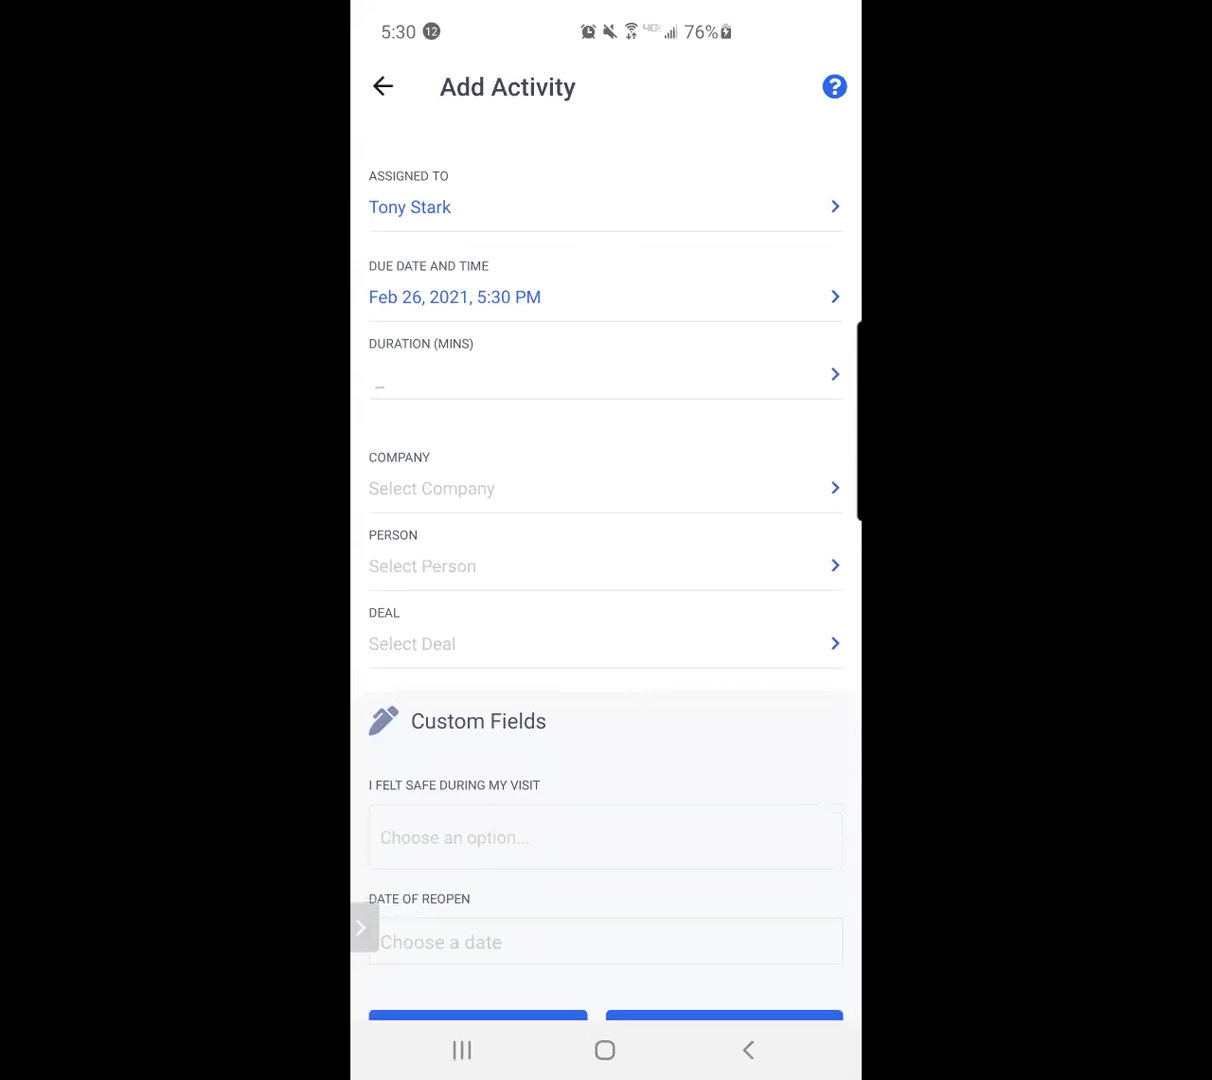 5:30 12 4G 76%
Add Activity ?
ASSIGNED TO
Tony Stark
DUE DATE AND TIME
Feb 26, 2021, 5:30 PM
DURATION (MINS)
--
COMPANY
Select Company
PERSON
Select Person
DEAL
Select Deal
Custom Fields
I FELT SAFE DURING MY VISIT
Choose an option...
DATE OF REOPEN
Choose a date